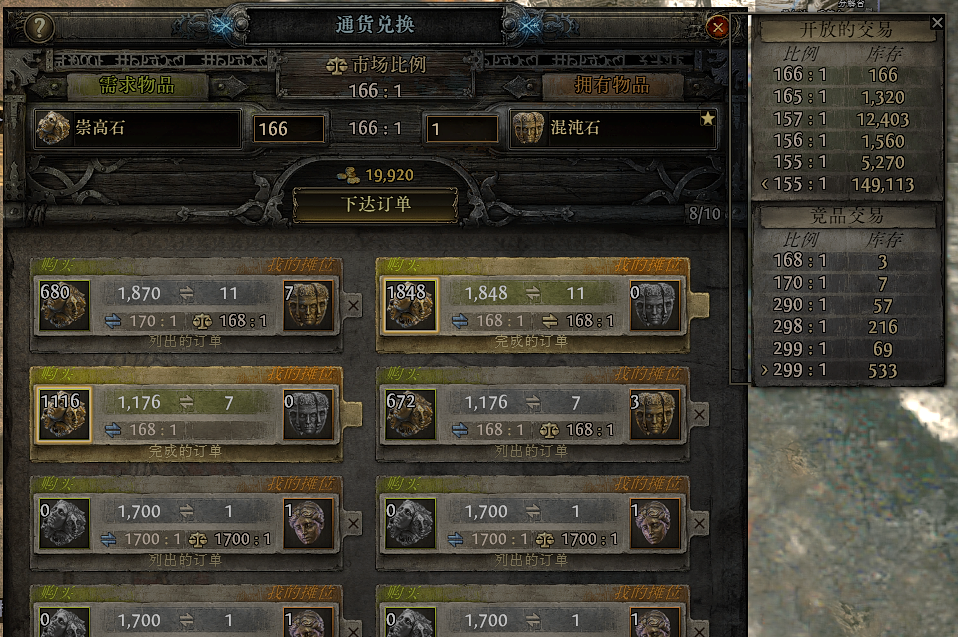 通货兑换
市场比例
166 : 1
需求物品
拥有物品
崇高石
166
166 : 1
1
混沌石
19,920
下达订单
8/10
购买
我的摊位
680
1,870
11
7
170 : 1
168 : 1
列出的订单
购买
我的摊位
1848
1,848
11
0
168 : 1
168 : 1
完成的订单
购买
我的摊位
1116
1,176
7
0
168 : 1
完成的订单
购买
我的摊位
672
1,176
7
3
168 : 1
168 : 1
列出的订单
购买
我的摊位
0
1,700
1
1
1700 : 1
1700 : 1
列出的订单
购买
我的摊位
0
1,700
1
1
1700 : 1
1700 : 1
列出的订单
购买
我的摊位
0
1,700
1
1
购买
我的摊位
0
1,700
1
1
开放的交易
比例 库存
166 : 1 166
165 : 1 1,320
157 : 1 12,403
156 : 1 1,560
155 : 1 5,270
<155 : 1 149,113
竞品交易
比例 库存
168 : 1 3
170 : 1 7
290 : 1 57
298 : 1 216
299 : 1 69
>299 : 1 533